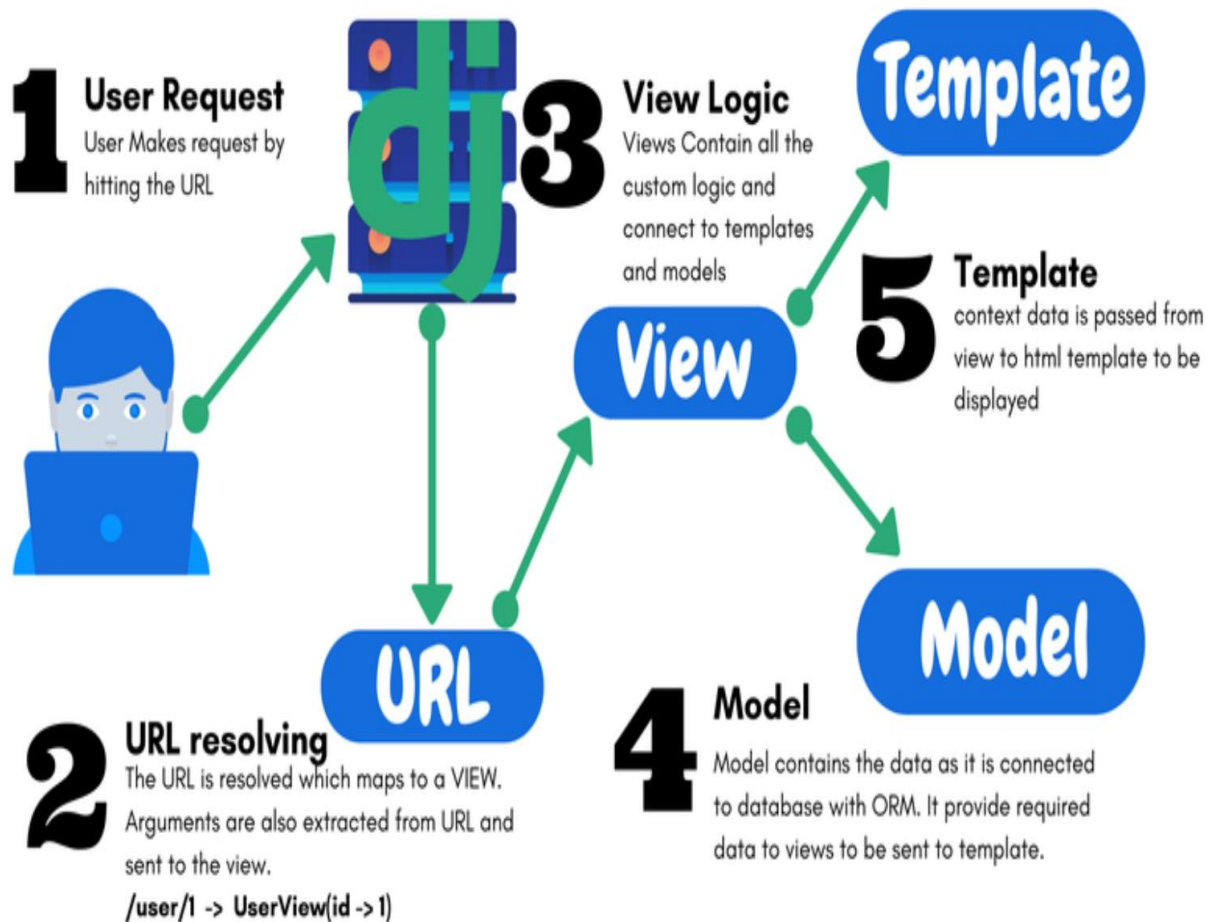 1
User Request
User Makes request by
hitting the URL
dj
3
View Logic
Views Contain all the
custom logic and
connect to templates
and models
Template
5
Template
context data is passed from
view to html template to be
displayed
View
URL
2
URL resolving
The URL is resolved which maps to a VIEW.
Arguments are also extracted from URL and
sent to the view.
/user/1 -> UserView(id -> 1)
Model
4
Model
Model contains the data as it is connected
to database with ORM. It provide required
data to views to be sent to template.